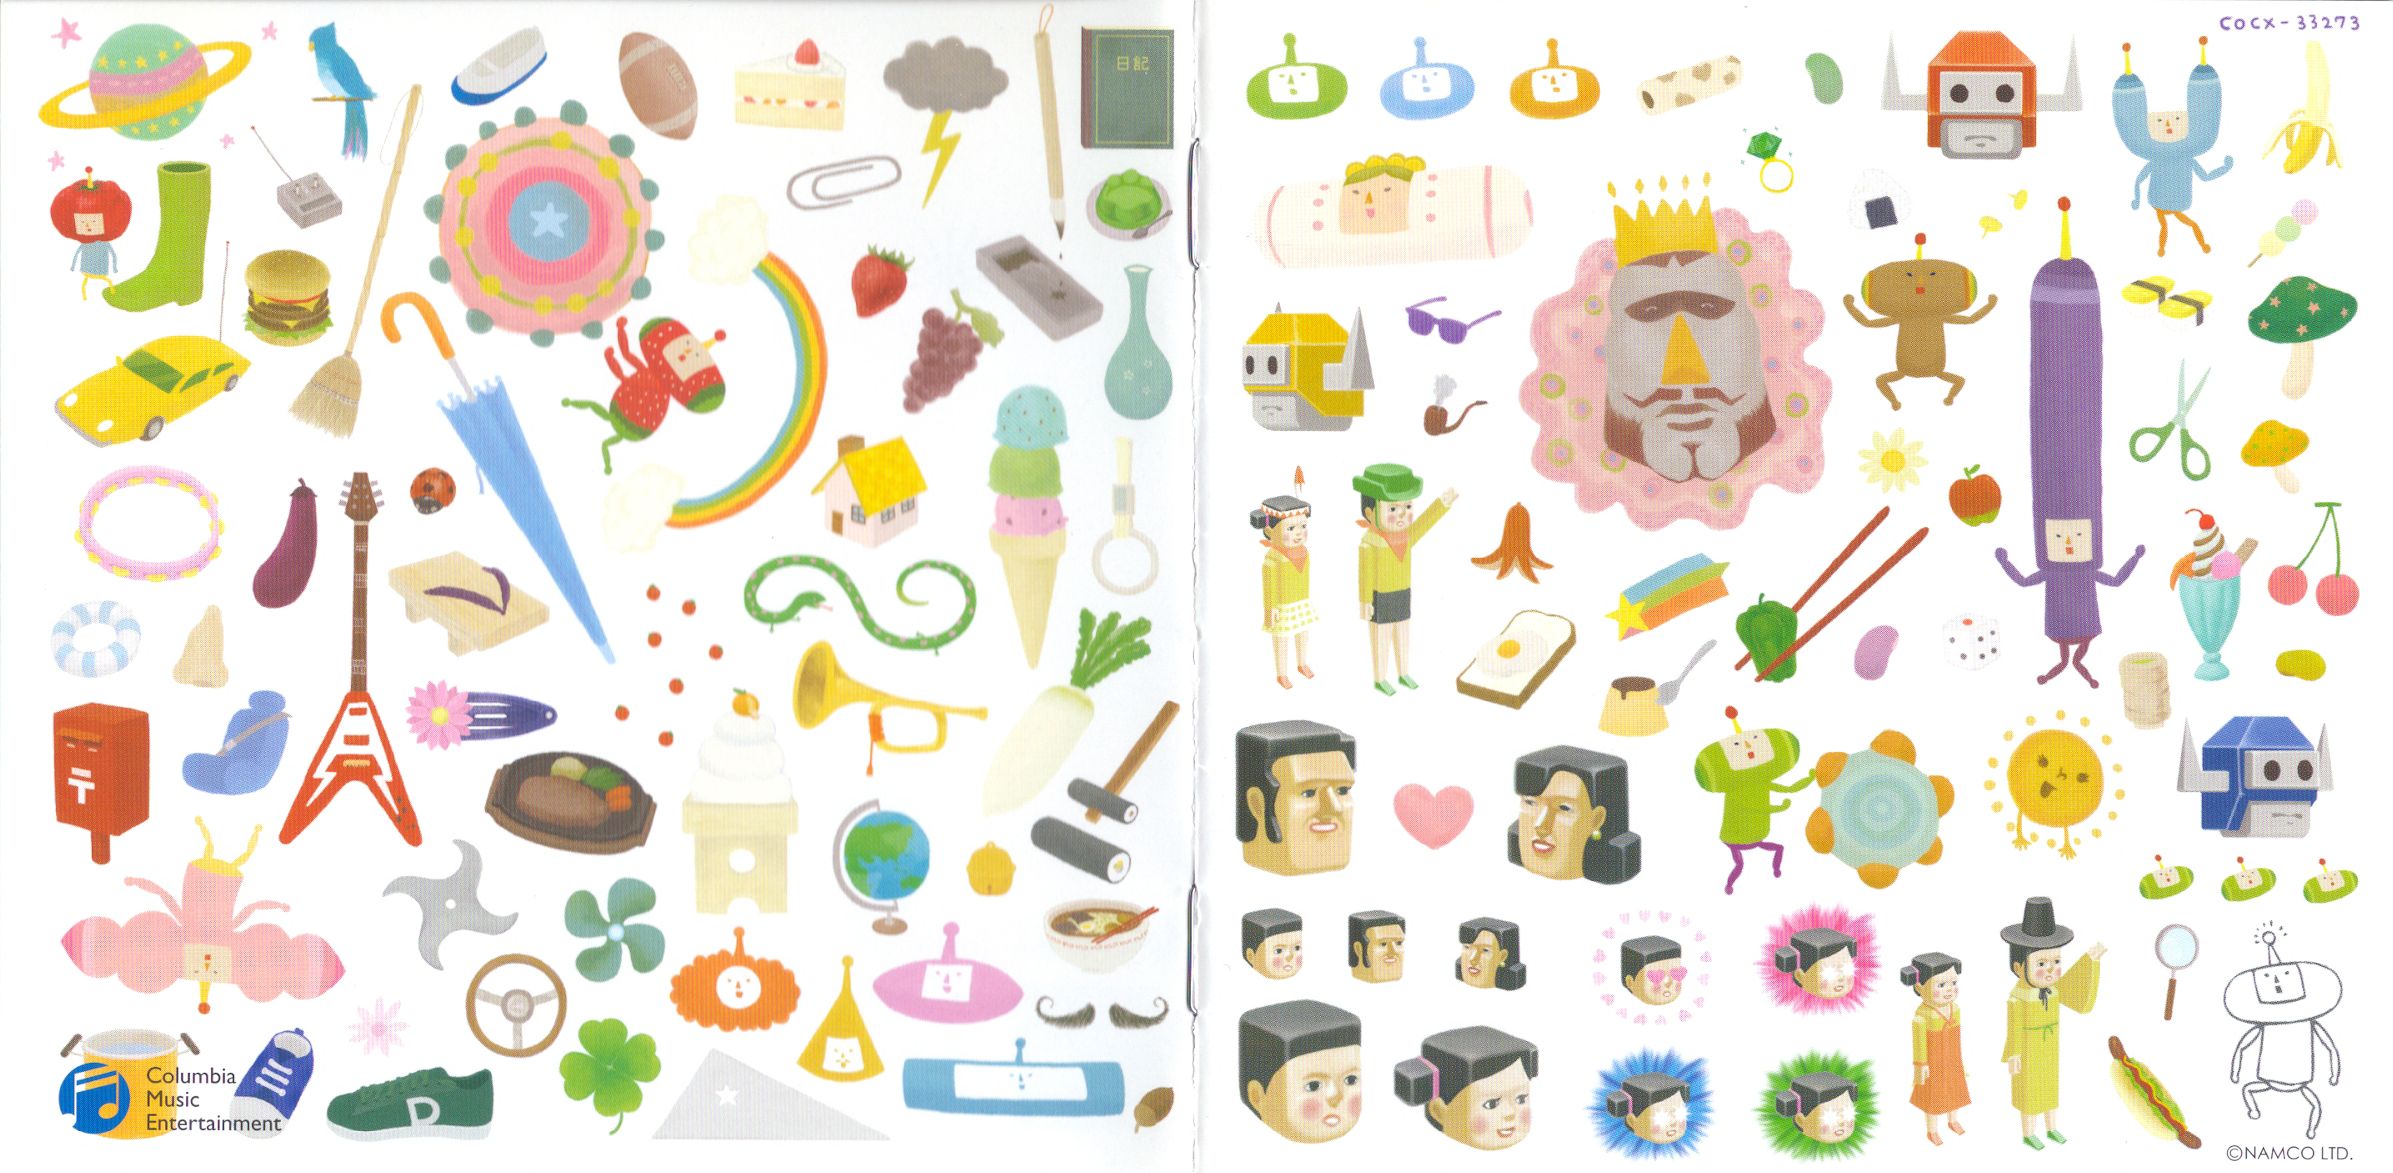 COCX-33273
日記
〒
D
Columbia
Music
Entertainment
©NAMCO LTD.